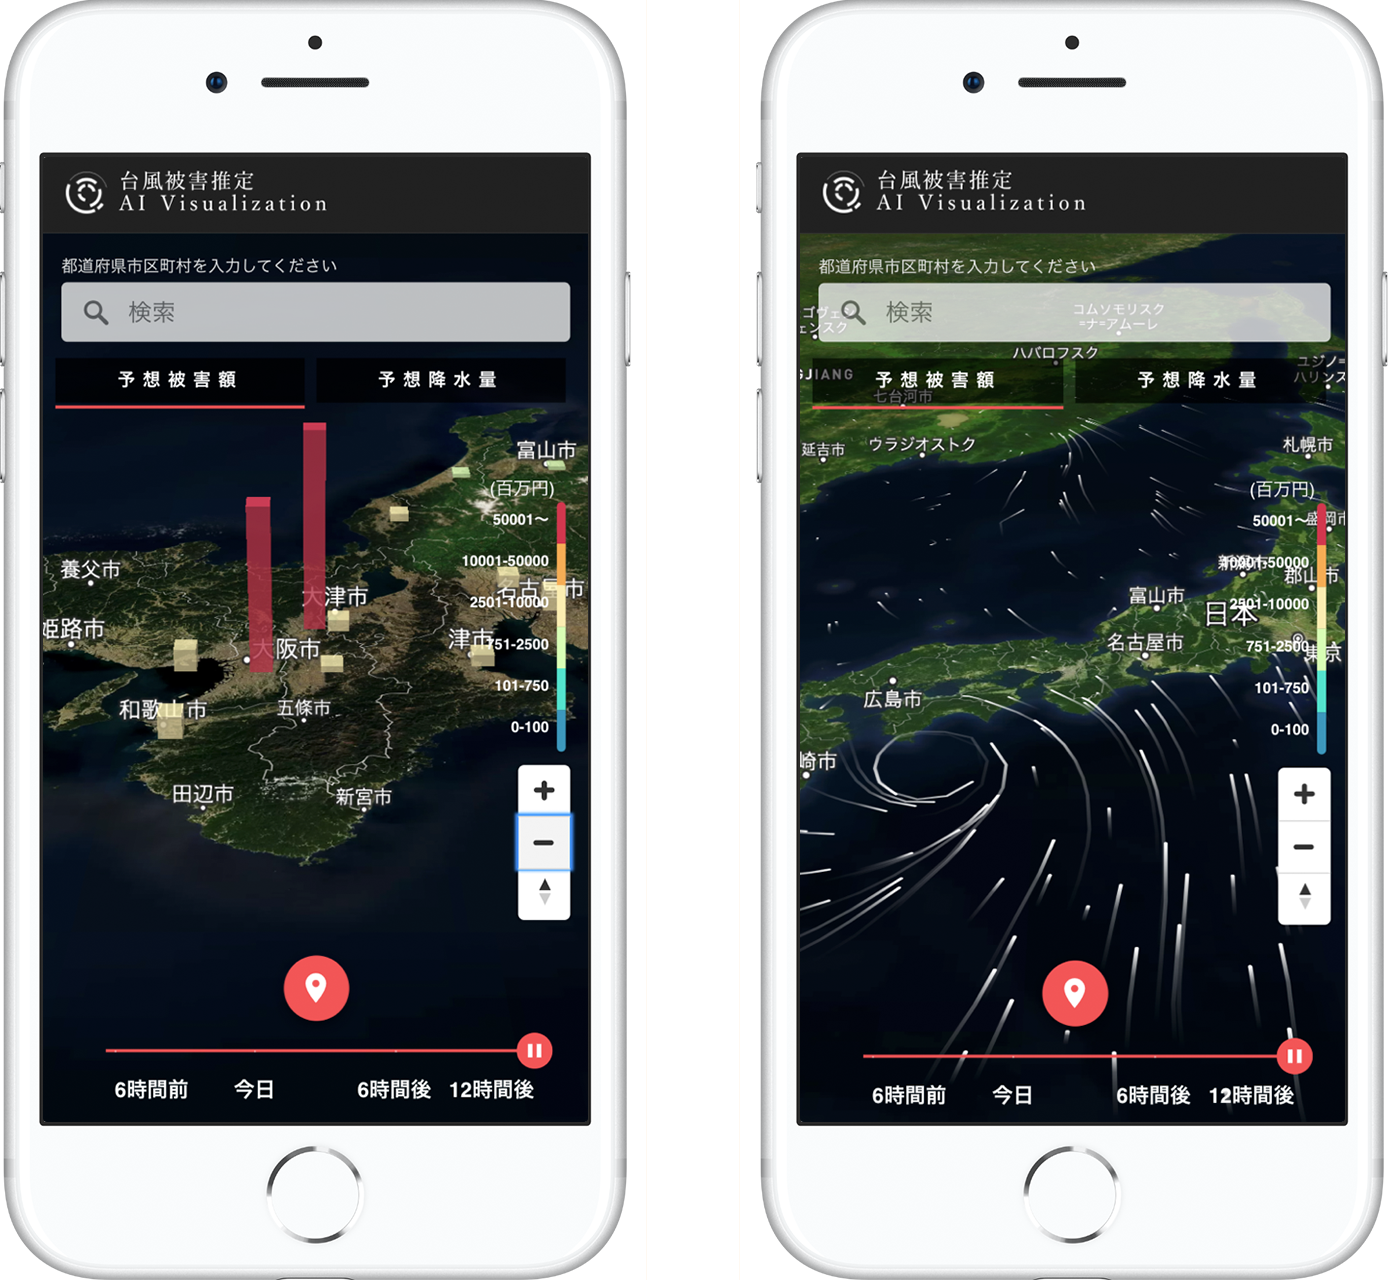 台風被害推定
AI Visualization
都道府県市区町村を入力してください
検索
予想被害額
予想降水量
富山市
(百万円)
50001〜
10001-50000
養父市
大津市
名古屋市
2501-10000
姫路市
大阪市
津市
751-2500
101-750
和歌山市
五條市
0-100
田辺市
新宮市
6時間前
今日
6時間後
12時間後
台風被害推定
AI Visualization
都道府県市区町村を入力してください
検索
コムソモリスク
=ナ=アムーレ
ゴヴェ
ェンスク
ハバロフスク
ユジノ=
ハリンス
GJIANG
予想被害額
予想降水量
七台河市
延吉市
ウラジオストク
札幌市
(百万円)
50001〜
盛岡市
10001-50000
郡山市
富山市
2501-10000
日本
名古屋市
751-2500
東京
広島市
101-750
0-100
崎市
6時間前
今日
6時間後
12時間後